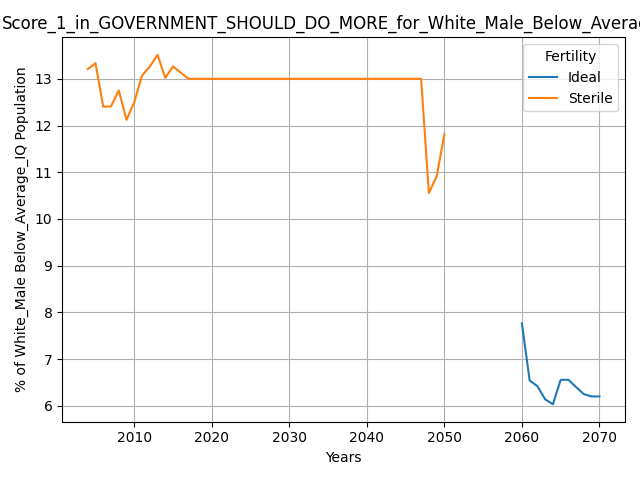 Score_1_in_GOVERNMENT_SHOULD_DO_MORE_for_White_Male_Below_Avera
Fertility
Ideal
Sterile
% of White_Male Below_Average_IQ Population
13
12
11
10
9
8
7
6
2010 2020 2030 2040 2050 2060 2070
Years